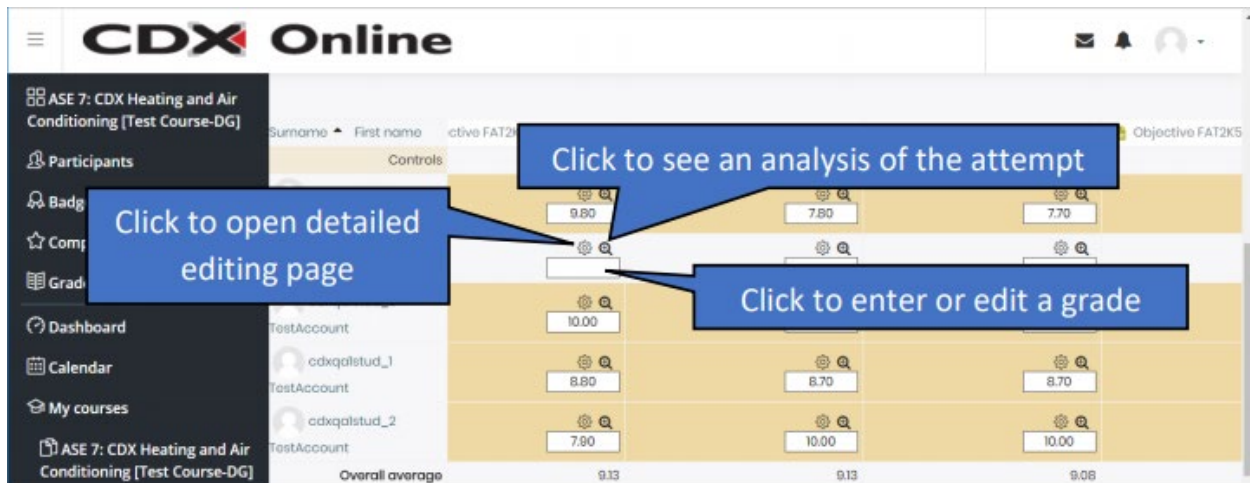 CDX Online
ASE 7: CDX Heating and Air
Conditioning [Test Course-DG]
Participants
Badg
Comp
Grad
Dashboard
Calendar
My courses
ASE 7: CDX Heating and Air
Conditioning [Test Course-DG]
Surname First name ctive FAT2K Objective FAT2K5
Controls
Click to see an analysis of the attempt
9.80 7.80 7.70
Click to open detailed
editing page
Click to enter or edit a grade
10.00
TestAccount
cdxqa1stud_1
TestAccount
8.80 8.70 8.70
cdxqa1stud_2
TestAccount
7.90 10.00 10.00
Overall average 9.13 9.13 9.08